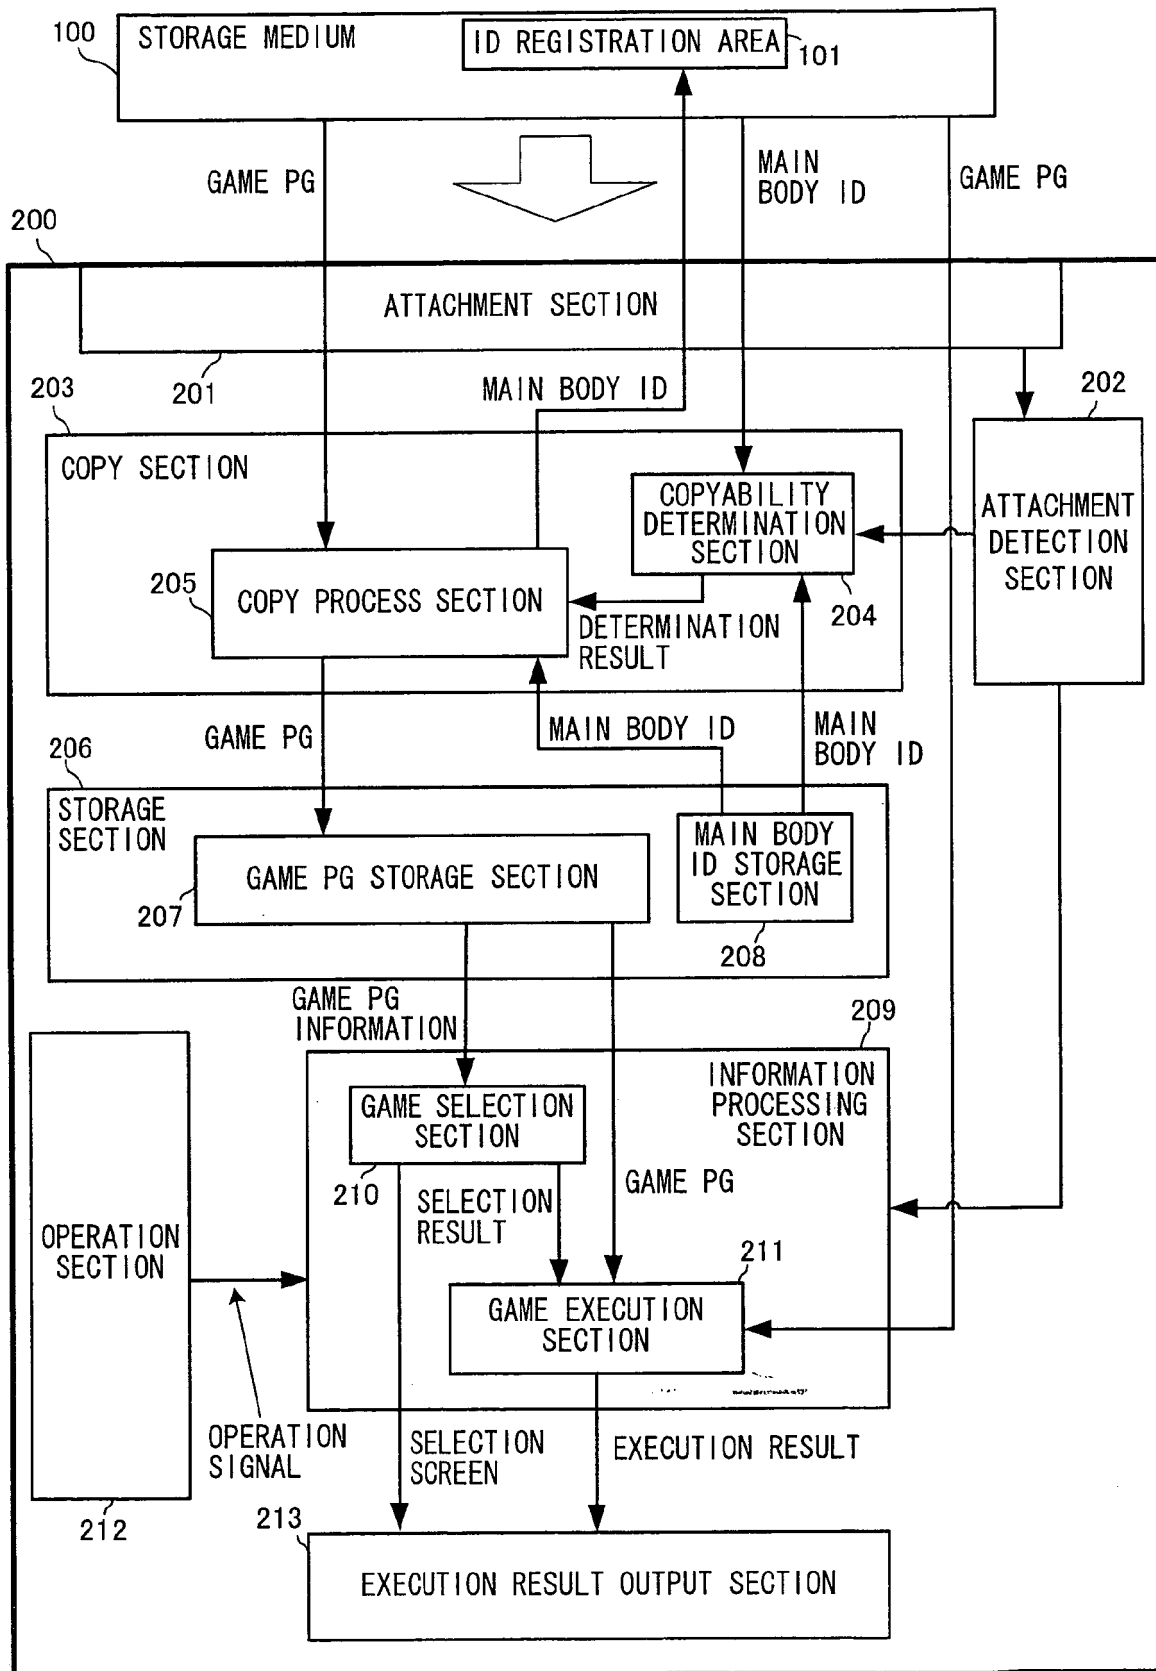 100
STORAGE MEDIUM
ID REGISTRATION AREA
101
GAME PG
MAIN
BODY ID
GAME PG
200
ATTACHMENT SECTION
201
203
MAIN BODY ID
202
COPY SECTION
COPYABILITY
DETERMINATION
SECTION
204
ATTACHMENT
DETECTION
SECTION
205
COPY PROCESS SECTION
DETERMINATION
RESULT
GAME PG
MAIN BODY ID
MAIN
BODY ID
206
STORAGE
SECTION
GAME PG STORAGE SECTION
207
MAIN BODY
ID STORAGE
SECTION
208
GAME PG
INFORMATION
209
INFORMATION
PROCESSING
SECTION
GAME SELECTION
SECTION
210
SELECTION
RESULT
GAME PG
OPERATION
SECTION
211
GAME EXECUTION
SECTION
OPERATION
SIGNAL
SELECTION
SCREEN
EXECUTION RESULT
212
213
EXECUTION RESULT OUTPUT SECTION